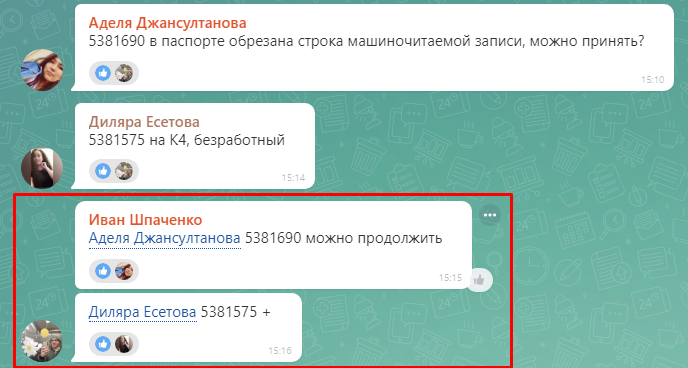 Аделя Джансултанова
5381690 в паспорте обрезана строка машиночитаемой записи, можно принять?
15:10
Диляра Есетова
5381575 на К4, безработный
15:14
Иван Шпаченко
Аделя Джансултанова 5381690 можно продолжить
15:15
Диляра Есетова 5381575 +
15:16